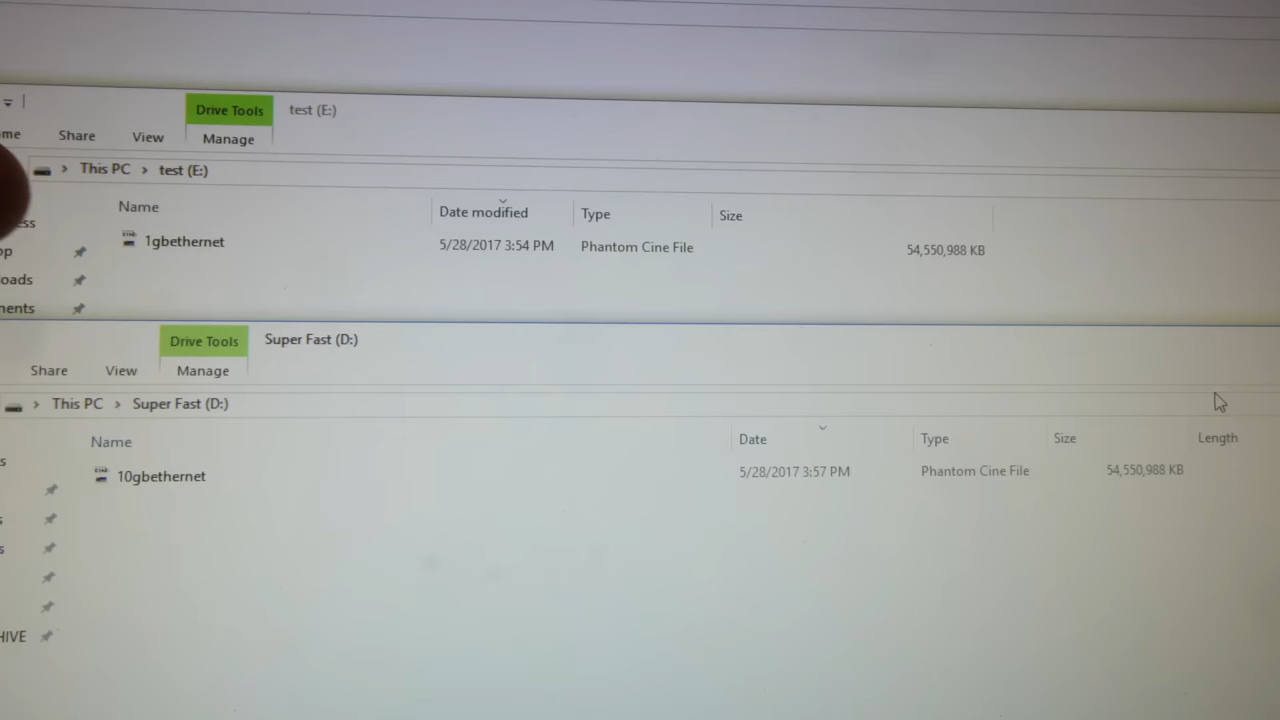 Drive Tools test (E:)
me Share View Manage
This PC > test (E:)
Name Date modified Type Size
ess
1gbethernet 5/28/2017 3:54 PM Phantom Cine File 54,550,988 KB
op
oads
ments
Drive Tools Super Fast (D:)
Share View Manage
This PC > Super Fast (D:)
Name Date Type Size Length
s
10gbethernet 5/28/2017 3:57 PM Phantom Cine File 54,550,988 KB
s
s
HIVE